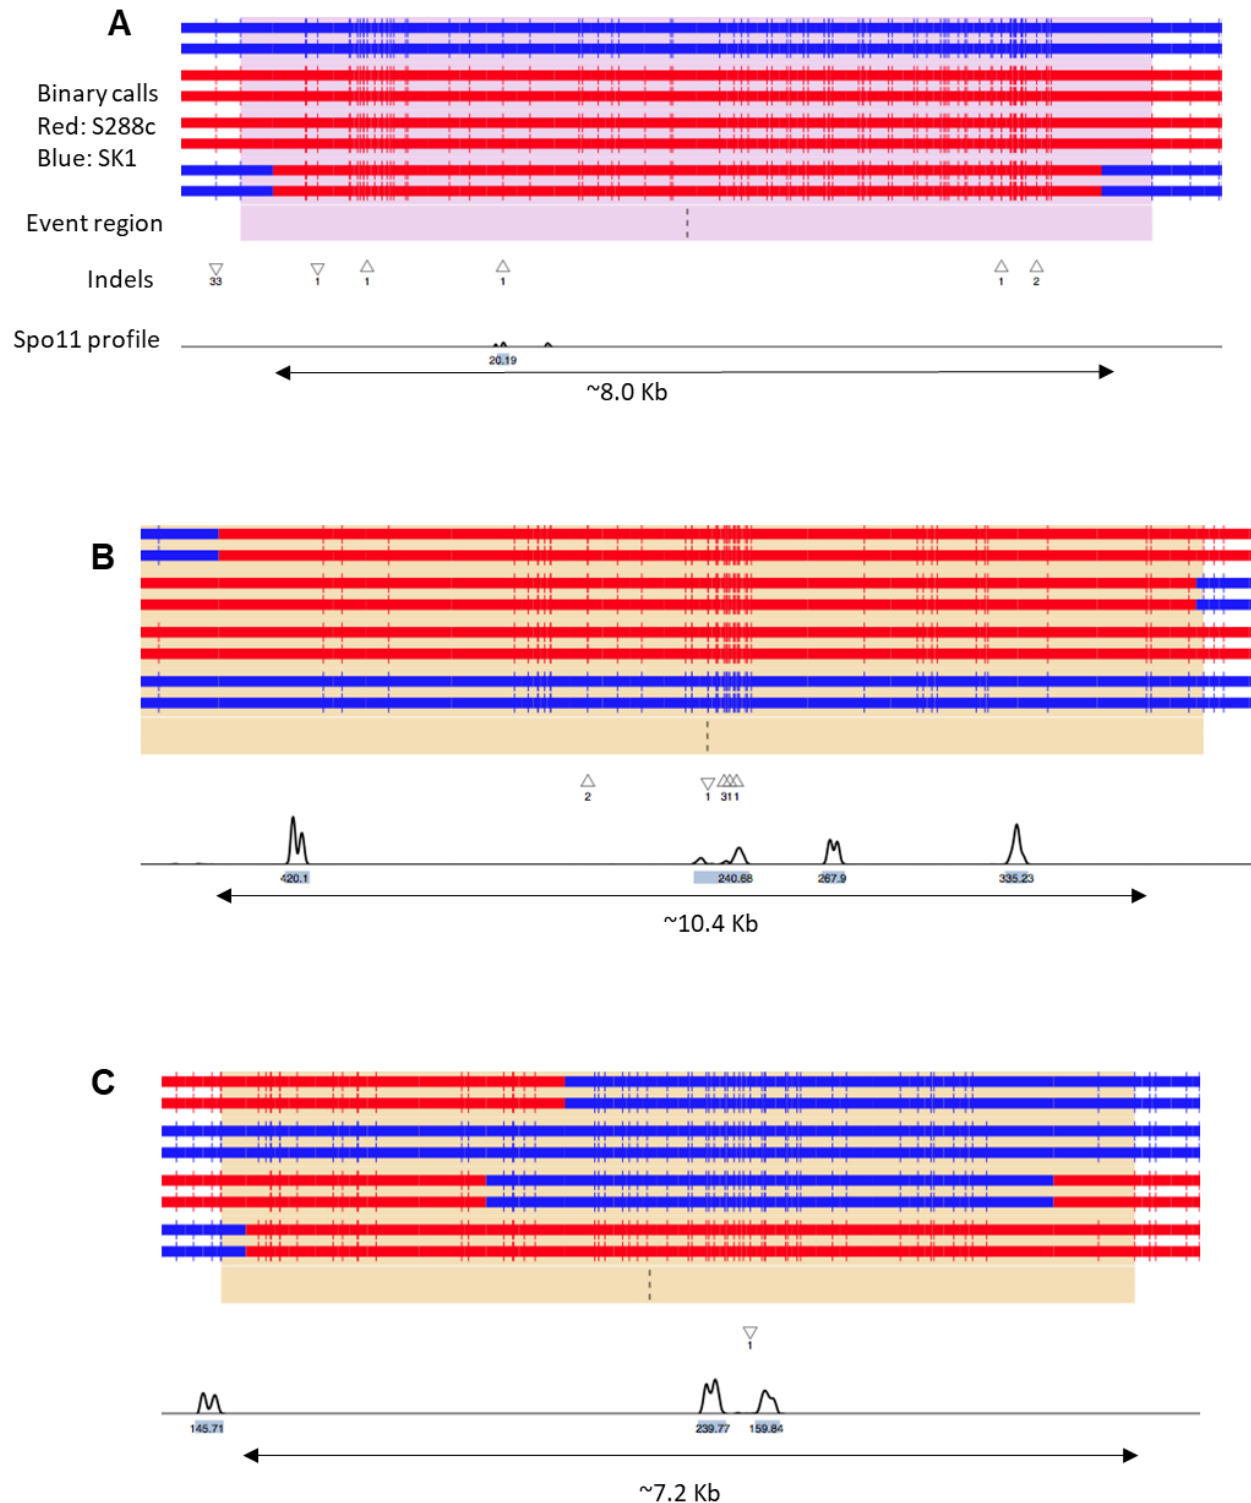 A
Binary calls
Red: S288c
Blue: SK1
Event region
Indels
33 1 1 1 1 2
Spo11 profile
20.19
~8.0 Kb
B
2 1 311
420.1 240.68 267.9 335.23
~10.4 Kb
C
1
145.71 239.77 159.84
~7.2 Kb